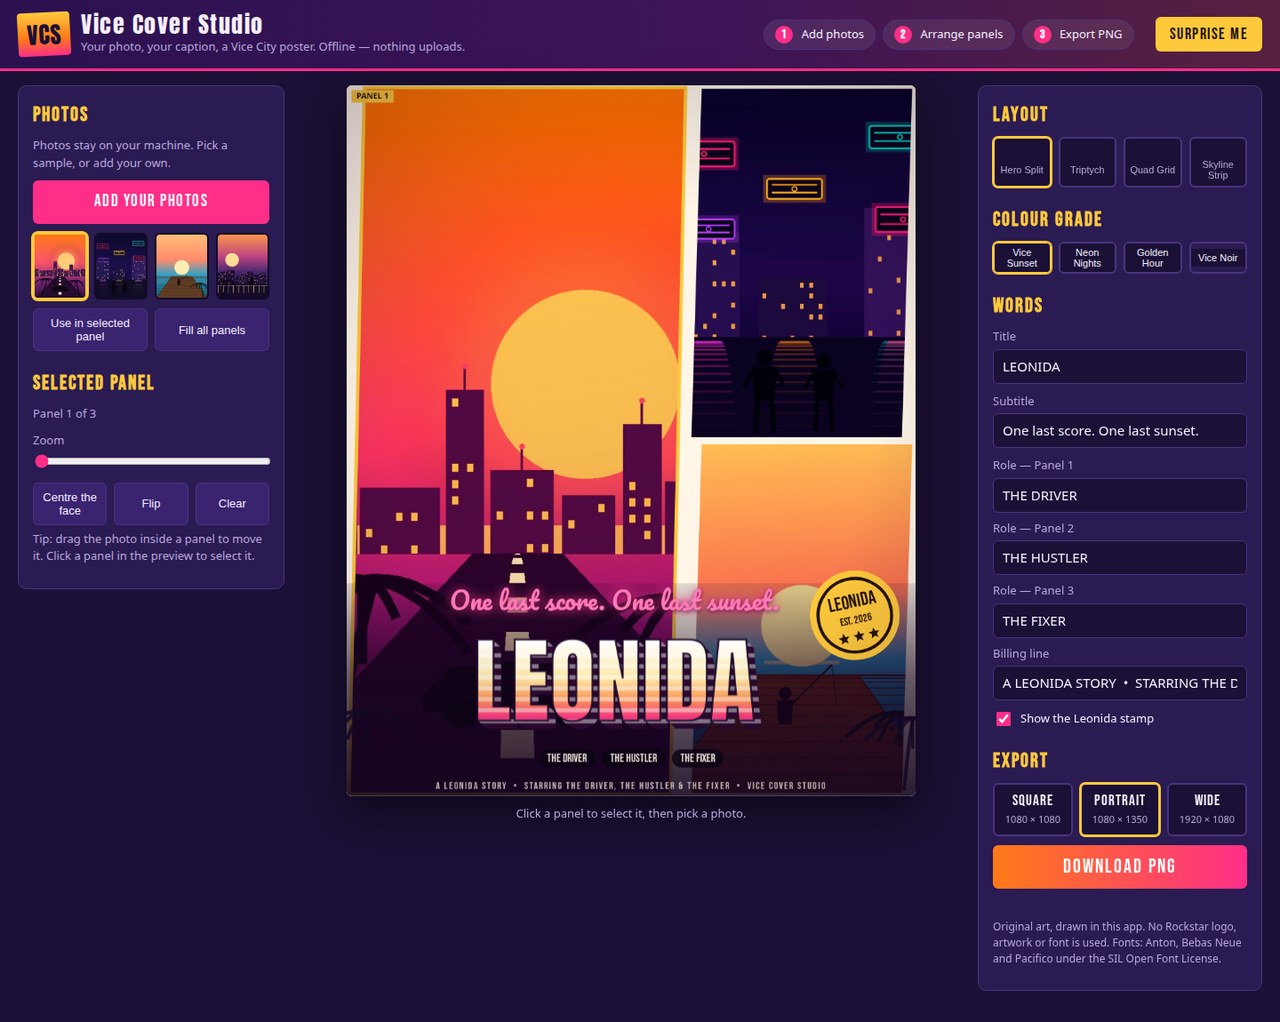 VCS
Vice Cover Studio
Your photo, your caption, a Vice City poster. Offline — nothing uploads.
1 Add photos
2 Arrange panels
3 Export PNG
SURPRISE ME
PHOTOS
Photos stay on your machine. Pick a
sample, or add your own.
ADD YOUR PHOTOS
Use in selected
panel
Fill all panels
SELECTED PANEL
Panel 1 of 3
Zoom
Centre the
face
Flip
Clear
Tip: drag the photo inside a panel to move
it. Click a panel in the preview to select it.
PANEL 1
One last score. One last sunset.
LEONIDA
EST. 2026
LEONIDA
THE DRIVER
THE HUSTLER
THE FIXER
A LEONIDA STORY • STARRING THE DRIVER, THE HUSTLER & THE FIXER • VICE COVER STUDIO
Click a panel to select it, then pick a photo.
LAYOUT
Hero Split
Triptych
Quad Grid
Skyline
Strip
COLOUR GRADE
Vice
Sunset
Neon
Nights
Golden
Hour
Vice Noir
WORDS
Title
LEONIDA
Subtitle
One last score. One last sunset.
Role — Panel 1
THE DRIVER
Role — Panel 2
THE HUSTLER
Role — Panel 3
THE FIXER
Billing line
A LEONIDA STORY • STARRING THE D
Show the Leonida stamp
EXPORT
SQUARE
1080 × 1080
PORTRAIT
1080 × 1350
WIDE
1920 × 1080
DOWNLOAD PNG
Original art, drawn in this app. No Rockstar logo,
artwork or font is used. Fonts: Anton, Bebas Neue
and Pacifico under the SIL Open Font License.